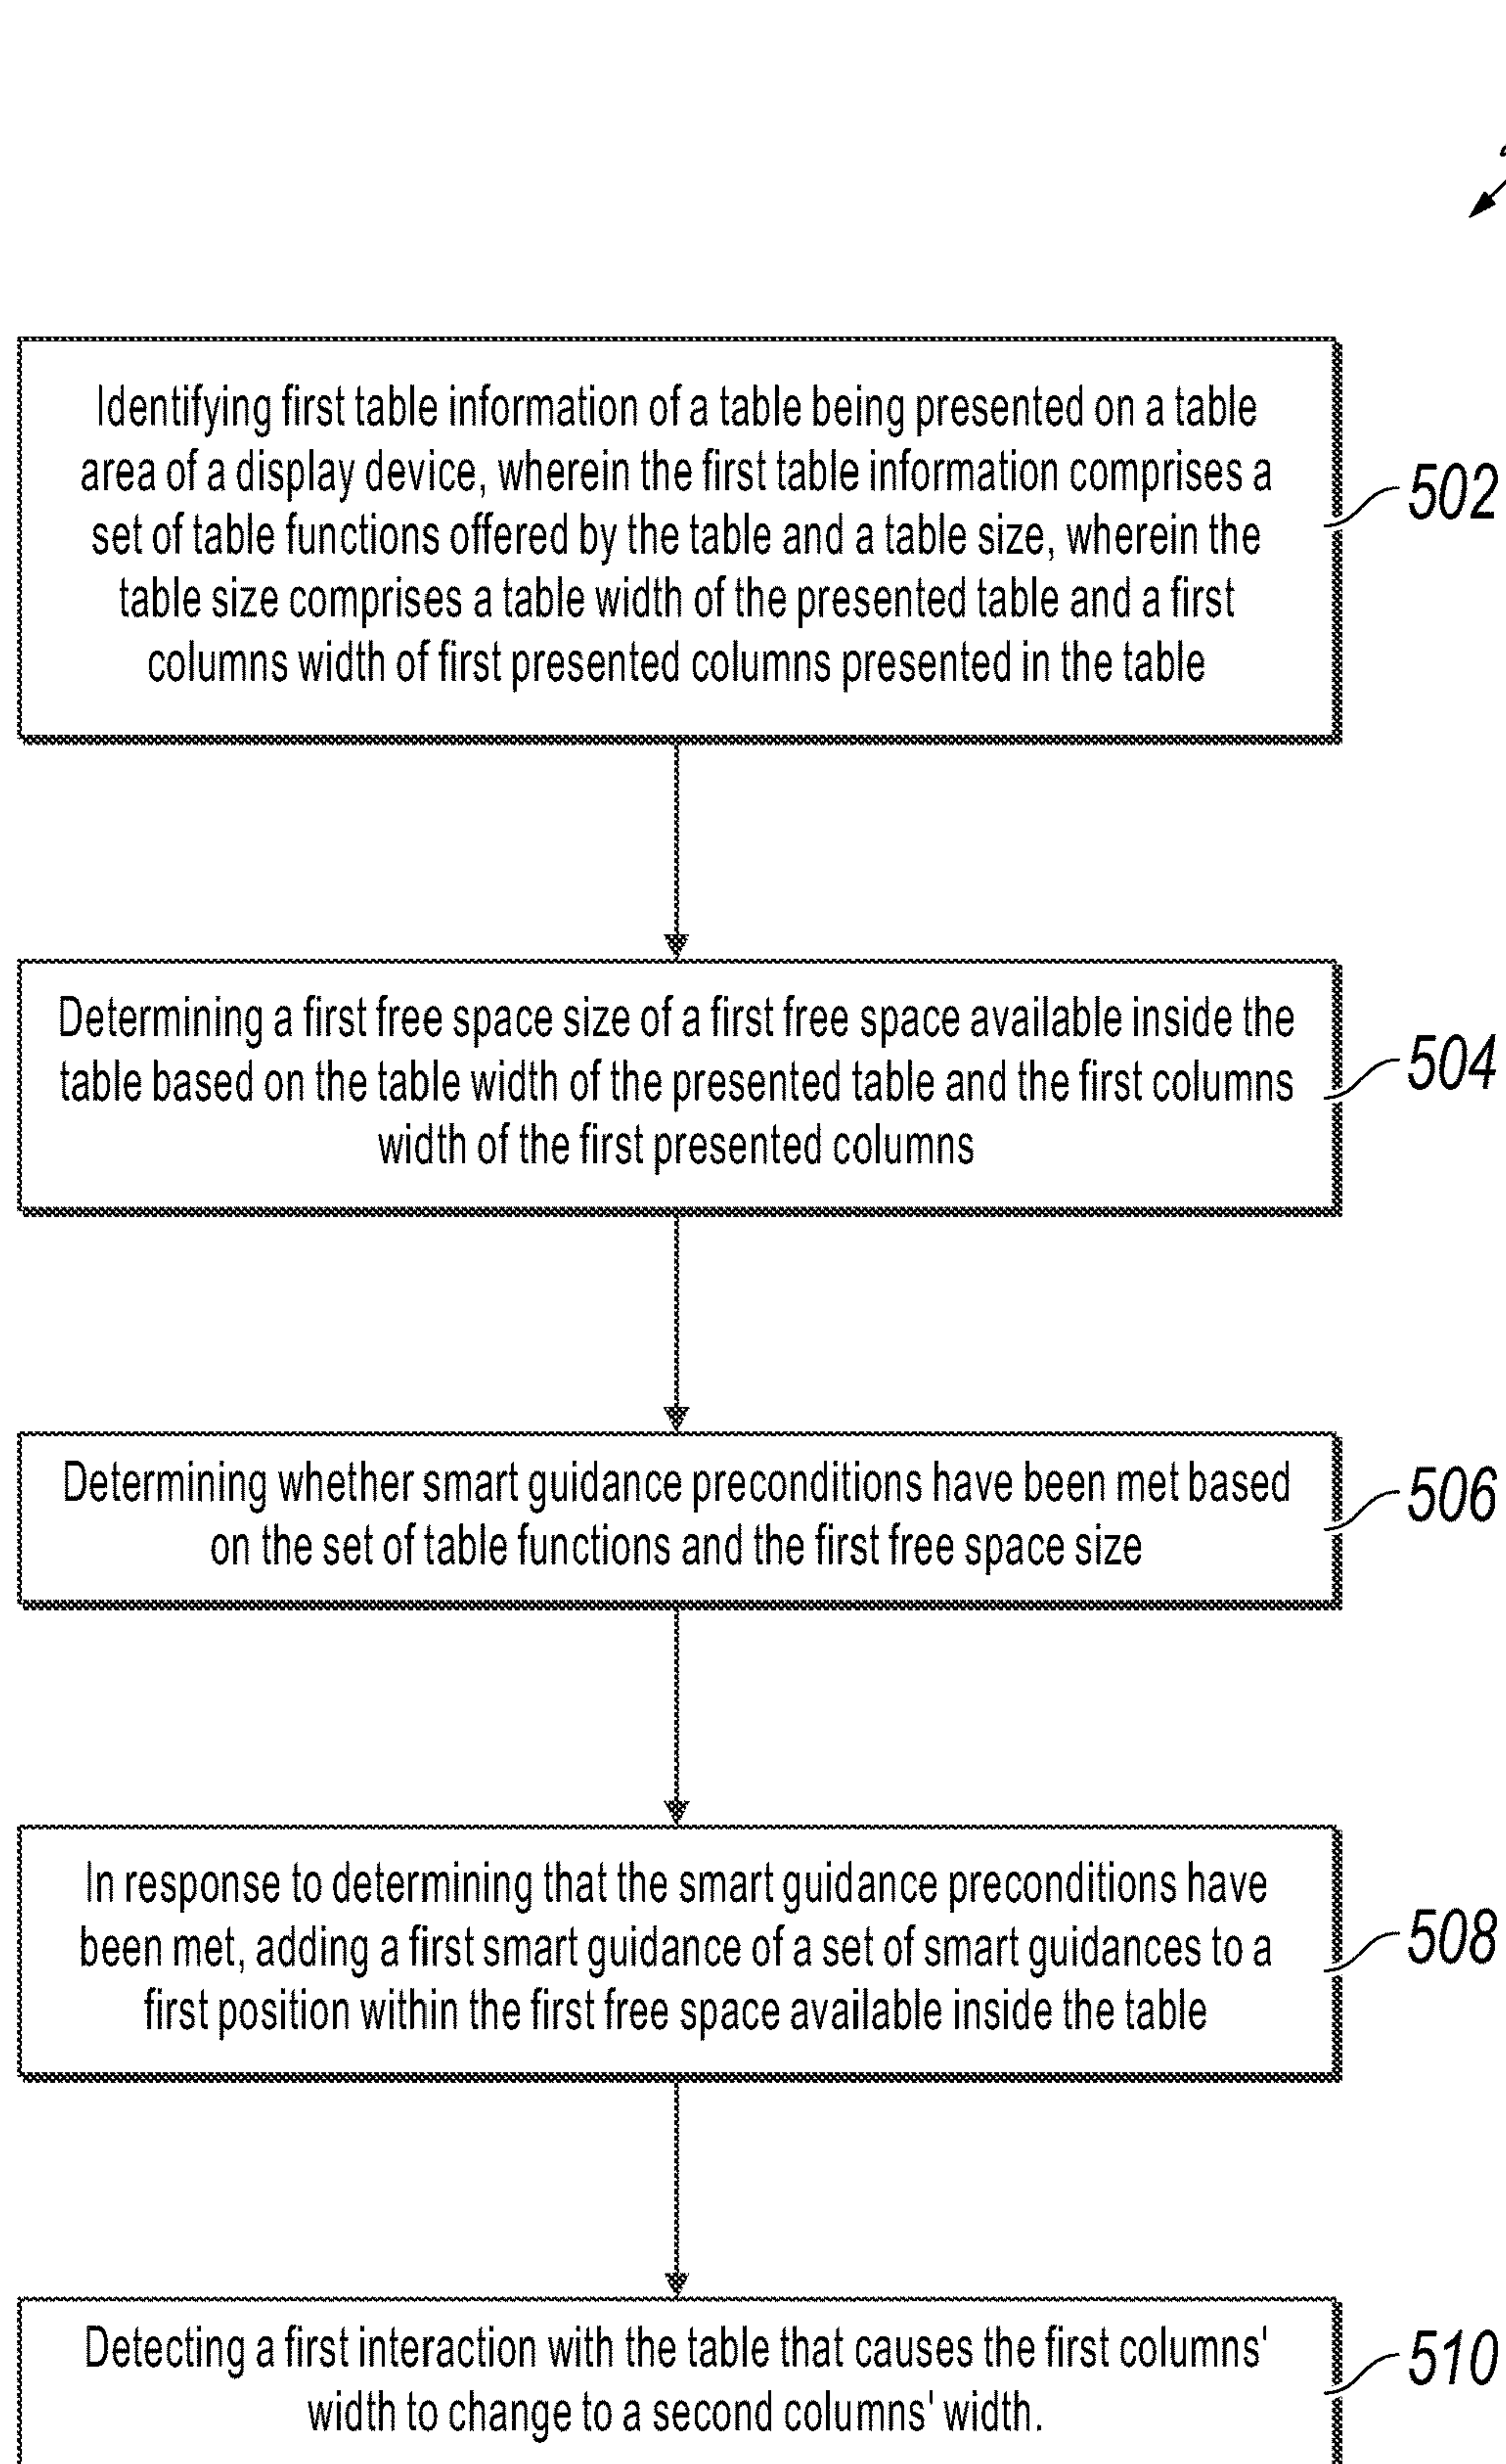 Identifying first table information of a table being presented on a table
area of a display device, wherein the first table information comprises a
set of table functions offered by the table and a table size, wherein the
table size comprises a table width of the presented table and a first
columns width of first presented columns presented in the table
502
Determining a first free space size of a first free space available inside the
table based on the table width of the presented table and the first columns
width of the first presented columns
504
Determining whether smart guidance preconditions have been met based
on the set of table functions and the first free space size
506
In response to determining that the smart guidance preconditions have
been met, adding a first smart guidance of a set of smart guidances to a
first position within the first free space available inside the table
508
Detecting a first interaction with the table that causes the first columns'
width to change to a second columns' width.
510